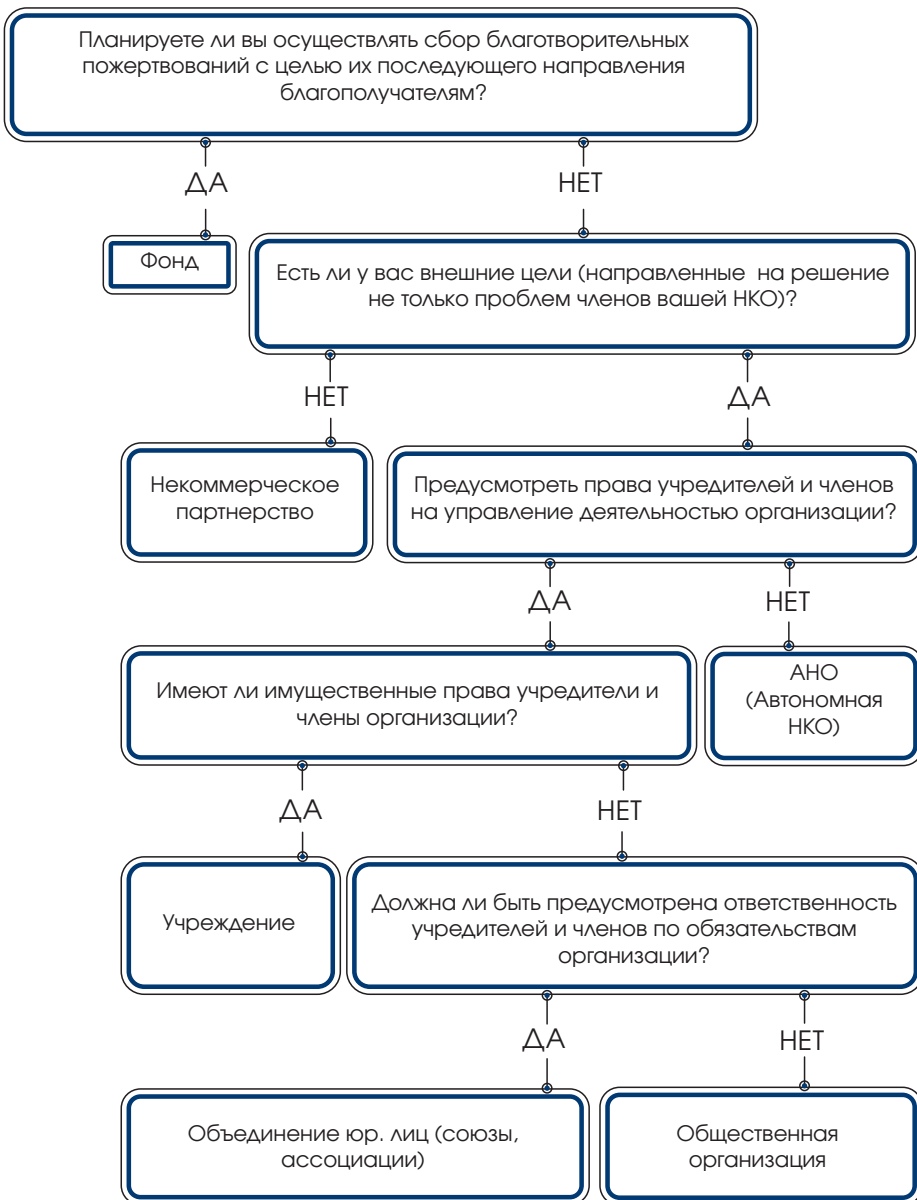 Планируете ли вы осуществлять сбор благотворительных
пожертвований с целью их последующего направления
благополучателям?
ДА
НЕТ
Фонд
Есть ли у вас внешние цели (направленные на решение
не только проблем членов вашей НКО)?
НЕТ
ДА
Некоммерческое
партнерство
Предусмотреть права учредителей и членов
на управление деятельностью организации?
ДА
НЕТ
Имеют ли имущественные права учредители и
члены организации?
АНО
(Автономная
НКО)
ДА
НЕТ
Учреждение
Должна ли быть предусмотрена ответственность
учредителей и членов по обязательствам
организации?
ДА
НЕТ
Объединение юр. лиц (союзы,
ассоциации)
Общественная
организация